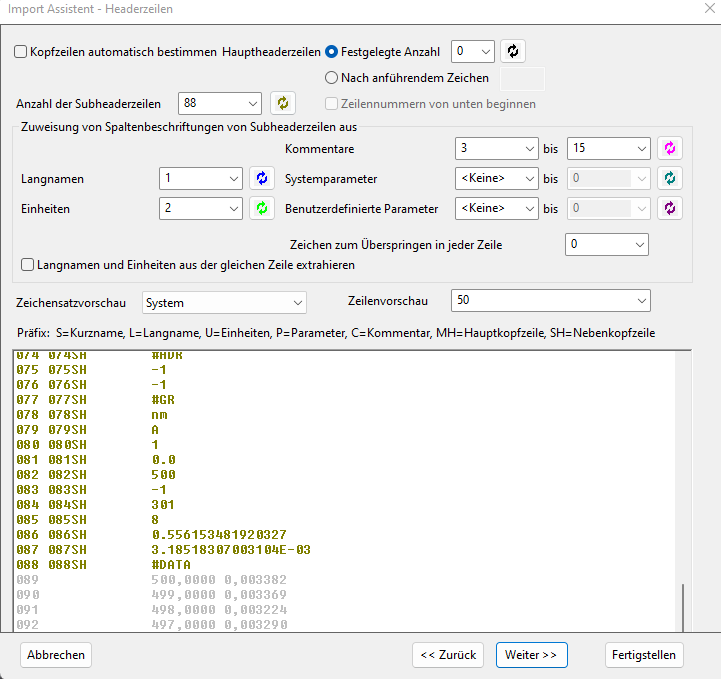 Import Assistent - Headerzeilen
Kopfzeilen automatisch bestimmen Hauptheaderzeilen Festgelegte Anzahl 0
Nach anführendem Zeichen
Anzahl der Subheaderzeilen 88 Zeilennummern von unten beginnen
Zuweisung von Spaltenbeschriftungen von Subheaderzeilen aus
Kommentare 3 bis 15
Langnamen 1 Systemparameter <Keine> bis 0
Einheiten 2 Benutzerdefinierte Parameter <Keine> bis 0
Zeichen zum Überspringen in jeder Zeile 0
Langnamen und Einheiten aus der gleichen Zeile extrahieren
Zeichensatzvorschau System Zeilenvorschau 50
Präfix: S=Kurzname, L=Langname, U=Einheiten, P=Parameter, C=Kommentar, MH=Hauptkopfzeile, SH=Nebenkopfzeile
074 074SH #HDR
075 075SH -1
076 076SH -1
077 077SH #GR
078 078SH nm
079 079SH A
080 080SH 1
081 081SH 0.0
082 082SH 500
083 083SH -1
084 084SH 301
085 085SH 8
086 086SH 0.556153481920327
087 087SH 3.18518307003104E-03
088 088SH #DATA
089 500,0000 0,003382
090 499,0000 0,003369
091 498,0000 0,003224
092 497,0000 0,003290
Abbrechen << Zurück Weiter >> Fertigstellen